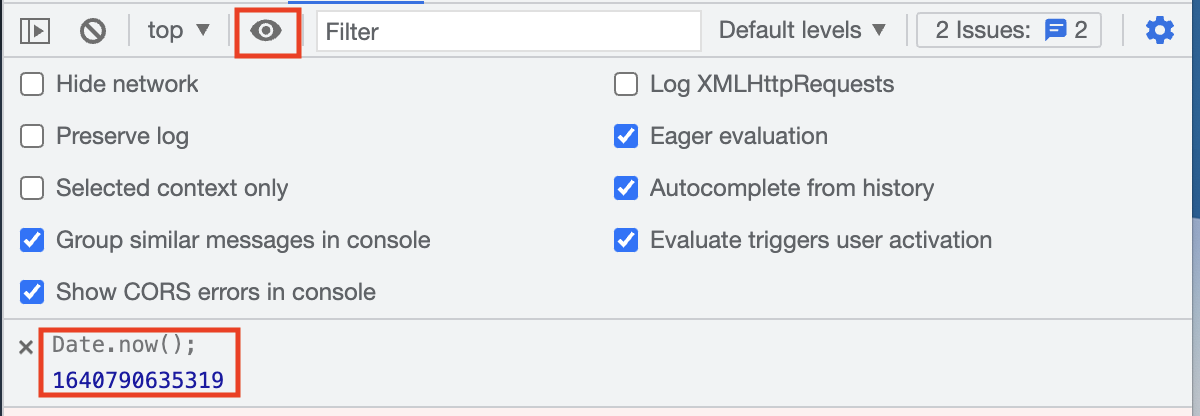 top Filter Default levels 2 Issues: 2
Hide network Log XMLHttpRequests
Preserve log Eager evaluation
Selected context only Autocomplete from history
Group similar messages in console Evaluate triggers user activation
Show CORS errors in console
Date.now();
1640790635319